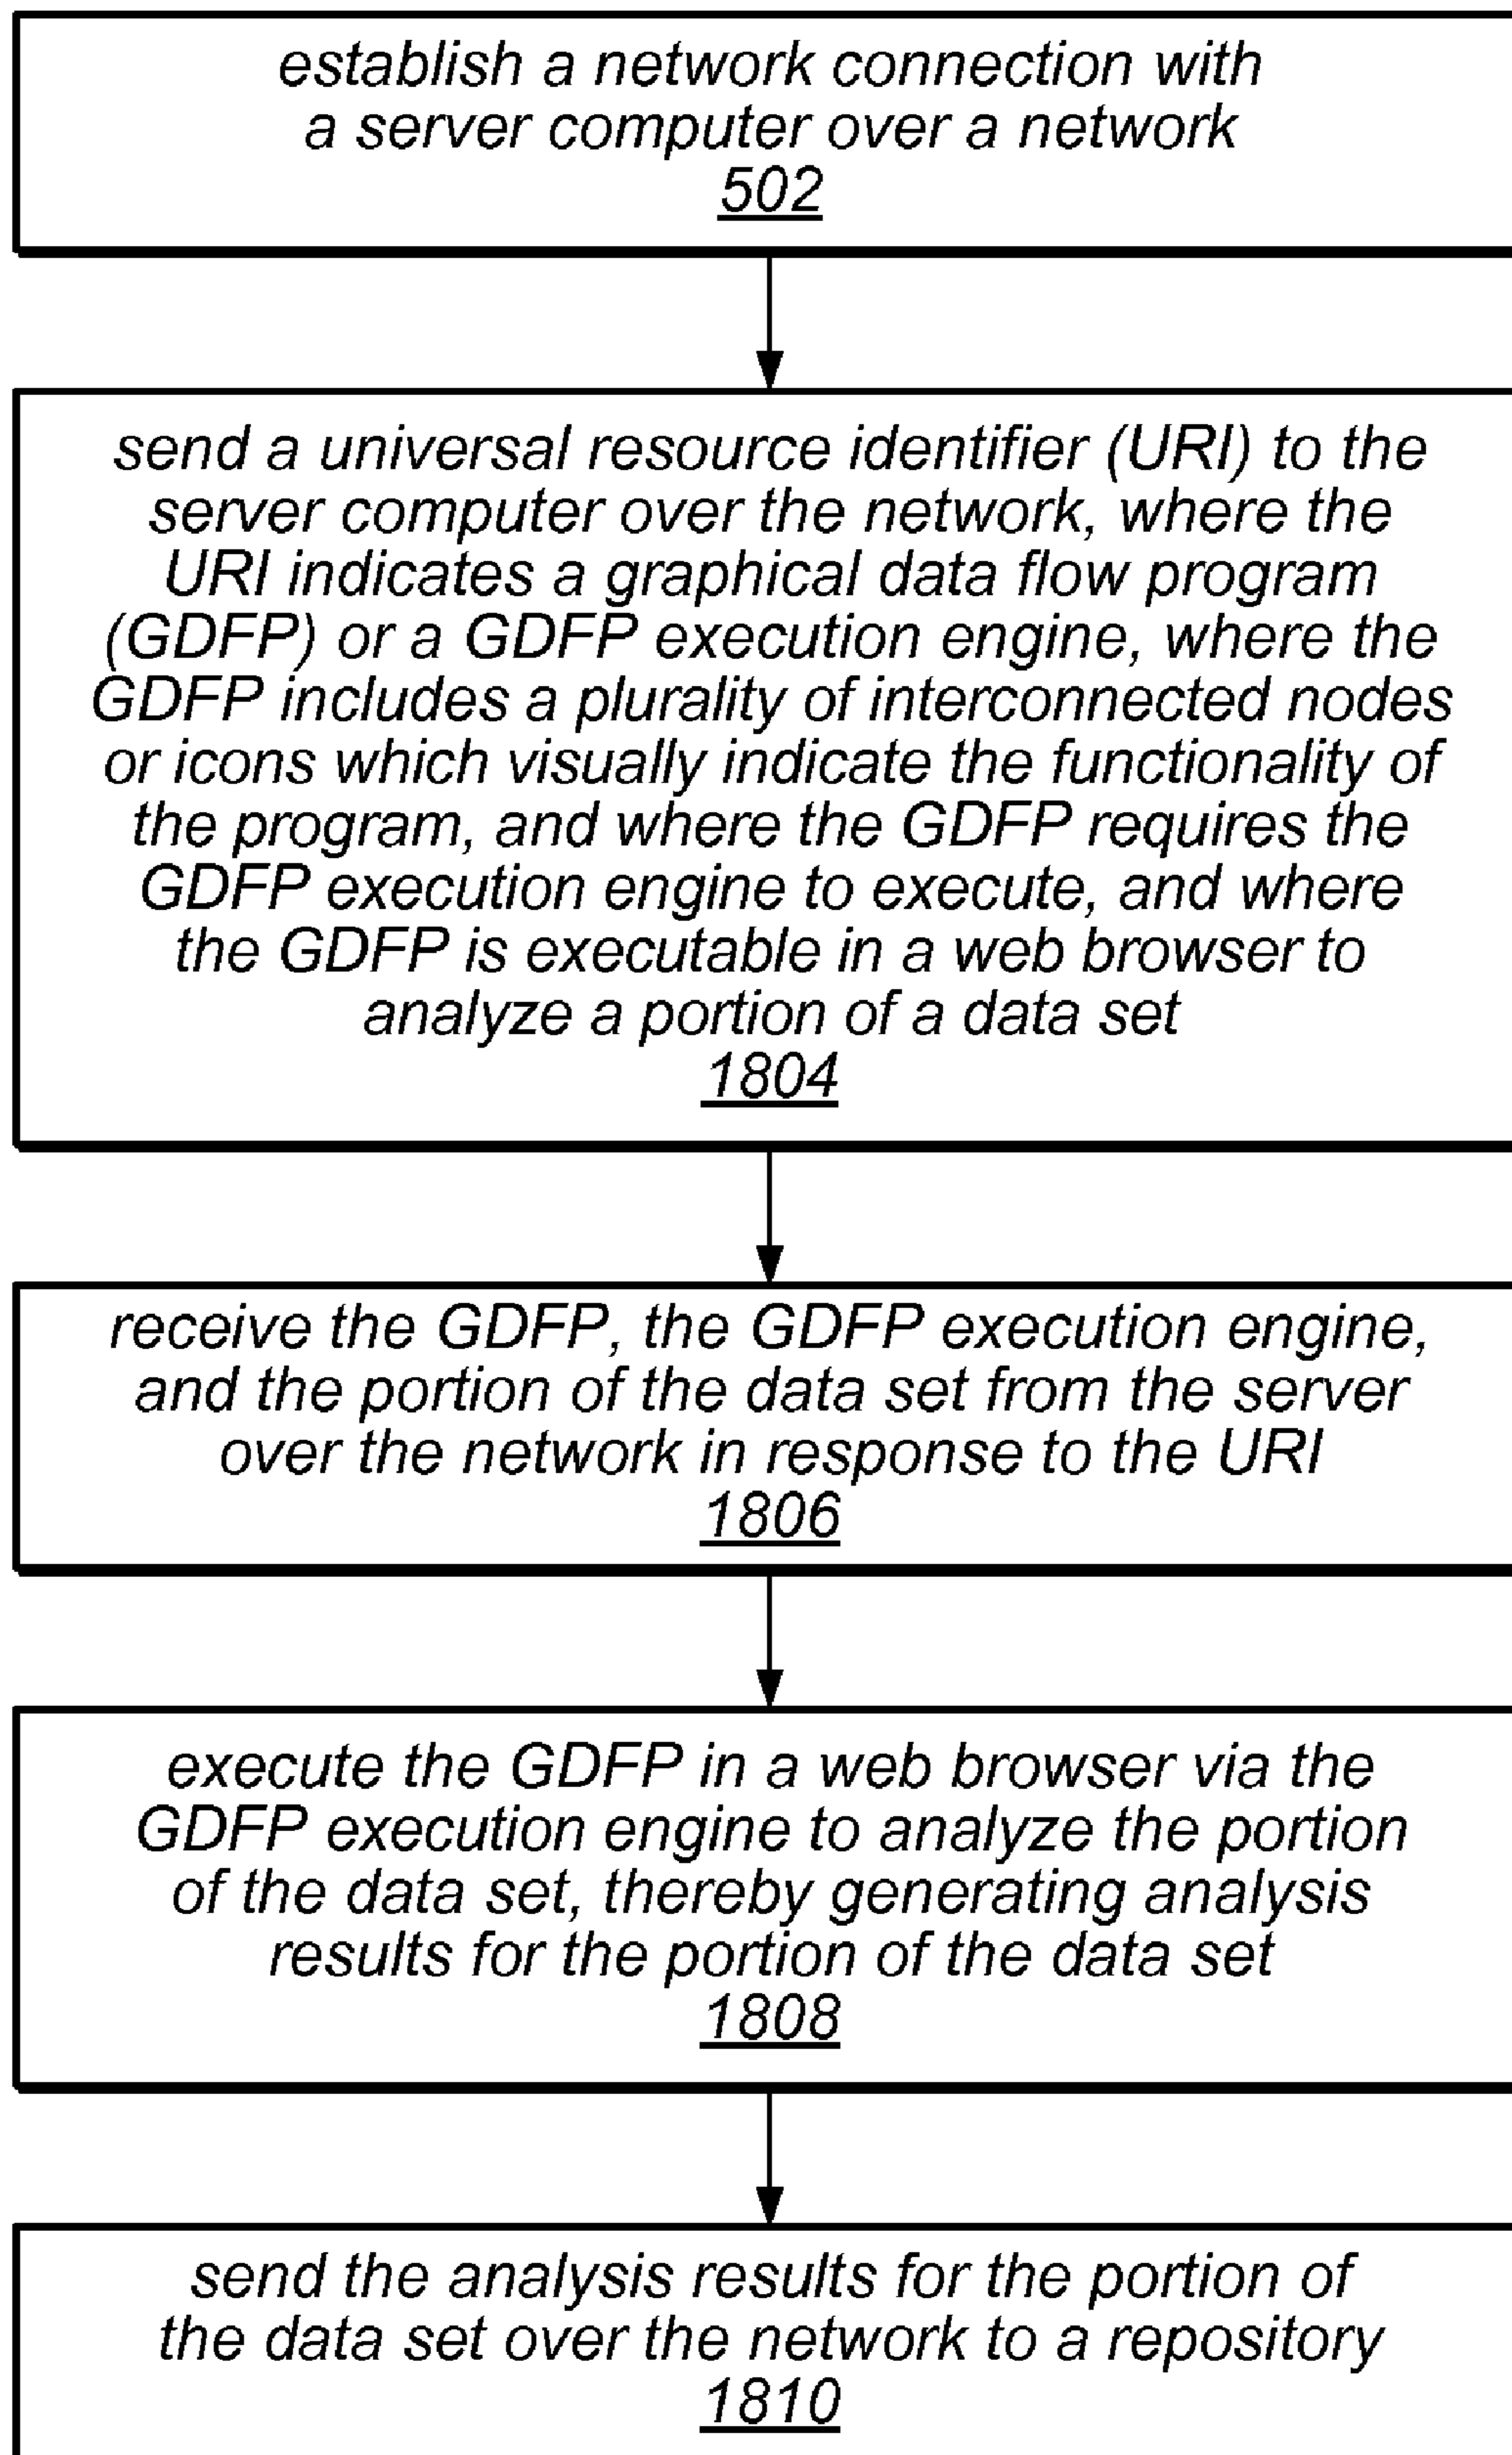 establish a network connection with
a server computer over a network
502
send a universal resource identifier (URI) to the
server computer over the network, where the
URI indicates a graphical data flow program
(GDFP) or a GDFP execution engine, where the
GDFP includes a plurality of interconnected nodes
or icons which visually indicate the functionality of
the program, and where the GDFP requires the
GDFP execution engine to execute, and where
the GDFP is executable in a web browser to
analyze a portion of a data set
1804
receive the GDFP, the GDFP execution engine,
and the portion of the data set from the server
over the network in response to the URI
1806
execute the GDFP in a web browser via the
GDFP execution engine to analyze the portion
of the data set, thereby generating analysis
results for the portion of the data set
1808
send the analysis results for the portion of
the data set over the network to a repository
1810